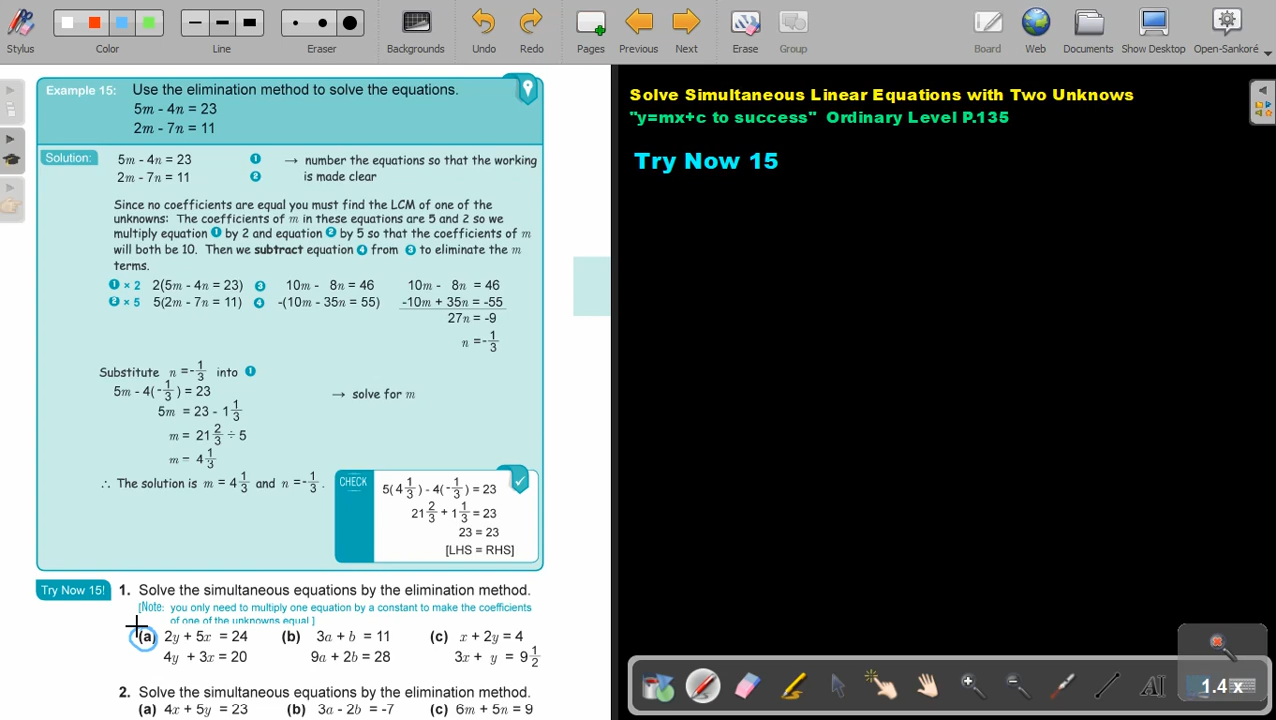 Stylus
Color
Line
Eraser
Backgrounds
Undo
Redo
Pages
Previous
Next
Erase
Group
Board
Web
Documents
Show Desktop
Open-Sankoré
Example 15: Use the elimination method to solve the equations.
5m - 4n = 23
2m - 7n = 11
Solution: 5m - 4n = 23 1 → number the equations so that the working
2m - 7n = 11 2 is made clear
Since no coefficients are equal you must find the LCM of one of the
unknowns: The coefficients of m in these equations are 5 and 2 so we
multiply equation 1 by 2 and equation 2 by 5 so that the coefficients of m
will both be 10. Then we subtract equation 4 from 3 to eliminate the m
terms.
1 × 2 2(5m - 4n = 23) 3 10m - 8n = 46 10m - 8n = 46
2 × 5 5(2m - 7n = 11) 4 -(10m - 35n = 55) -10m + 35n = -55
27n = -9
n = -1/3
Substitute n = -1/3 into 1
5m - 4(-1/3) = 23 → solve for m
5m = 23 - 1 1/3
m = 21 2/3 ÷ 5
m = 4 1/3
∴ The solution is m = 4 1/3 and n = -1/3.
CHECK
5(4 1/3) - 4(-1/3) = 23
21 2/3 + 1 1/3 = 23
23 = 23
[LHS = RHS]
Try Now 15! 1. Solve the simultaneous equations by the elimination method.
[Note: you only need to multiply one equation by a constant to make the coefficients
of one of the unknowns equal.]
(a) 2y + 5x = 24 (b) 3a + b = 11 (c) x + 2y = 4
4y + 3x = 20 9a + 2b = 28 3x + y = 9 1/2
2. Solve the simultaneous equations by the elimination method.
(a) 4x + 5y = 23 (b) 3a - 2b = -7 (c) 6m + 5n = 9
Solve Simultaneous Linear Equations with Two Unknows
"y=mx+c to success" Ordinary Level P.135
Try Now 15
1.4 x